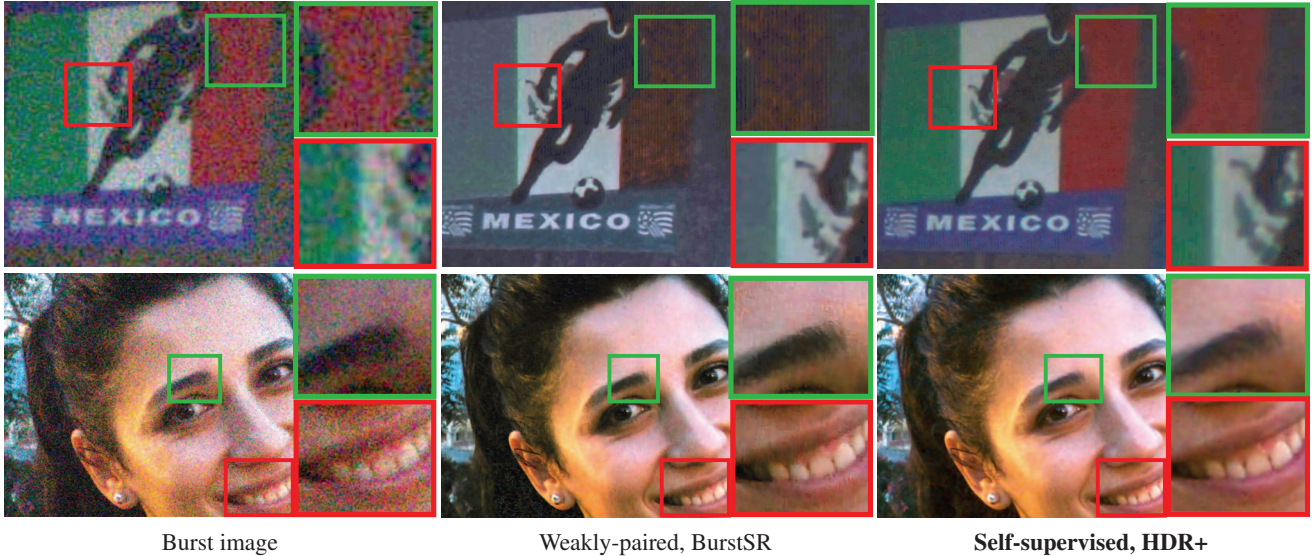 MEXICO
MEXICO
MEXICO
Burst image
Weakly-paired, BurstSR
Self-supervised, HDR+